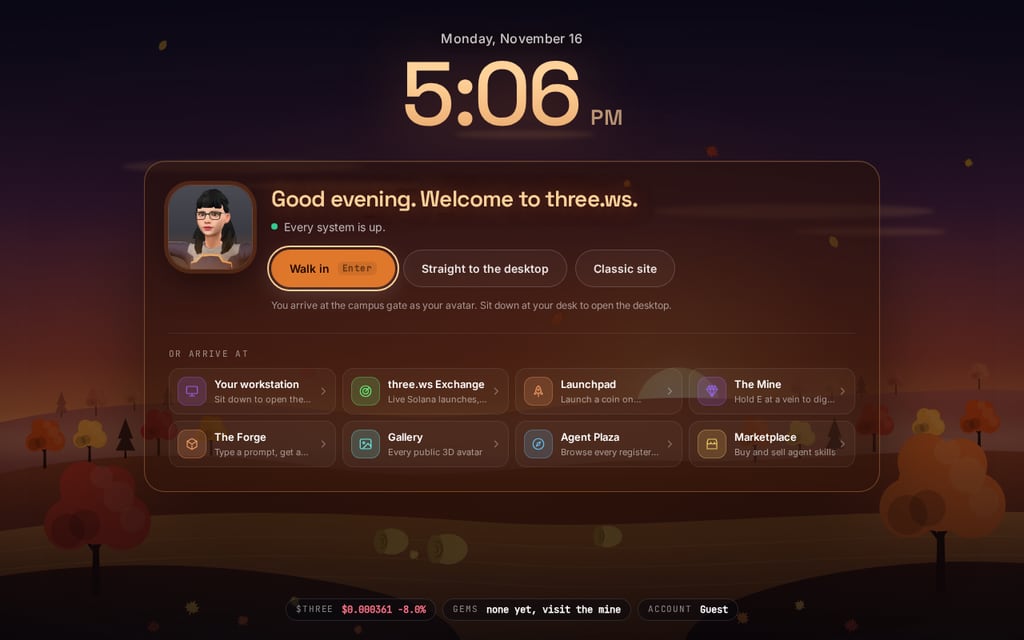 Monday, November 16
5:06 PM
Good evening. Welcome to three.ws.
Every system is up.
Walk in Enter
Straight to the desktop
Classic site
You arrive at the campus gate as your avatar. Sit down at your desk to open the desktop.
OR ARRIVE AT
Your workstation
Sit down to open the...
three.ws Exchange
Live Solana launches,...
Launchpad
Launch a coin on...
The Mine
Hold E at a vein to dig...
The Forge
Type a prompt, get a...
Gallery
Every public 3D avatar
Agent Plaza
Browse every register...
Marketplace
Buy and sell agent skills
$THREE $0.000361 -8.0%
GEMS none yet, visit the mine
ACCOUNT Guest